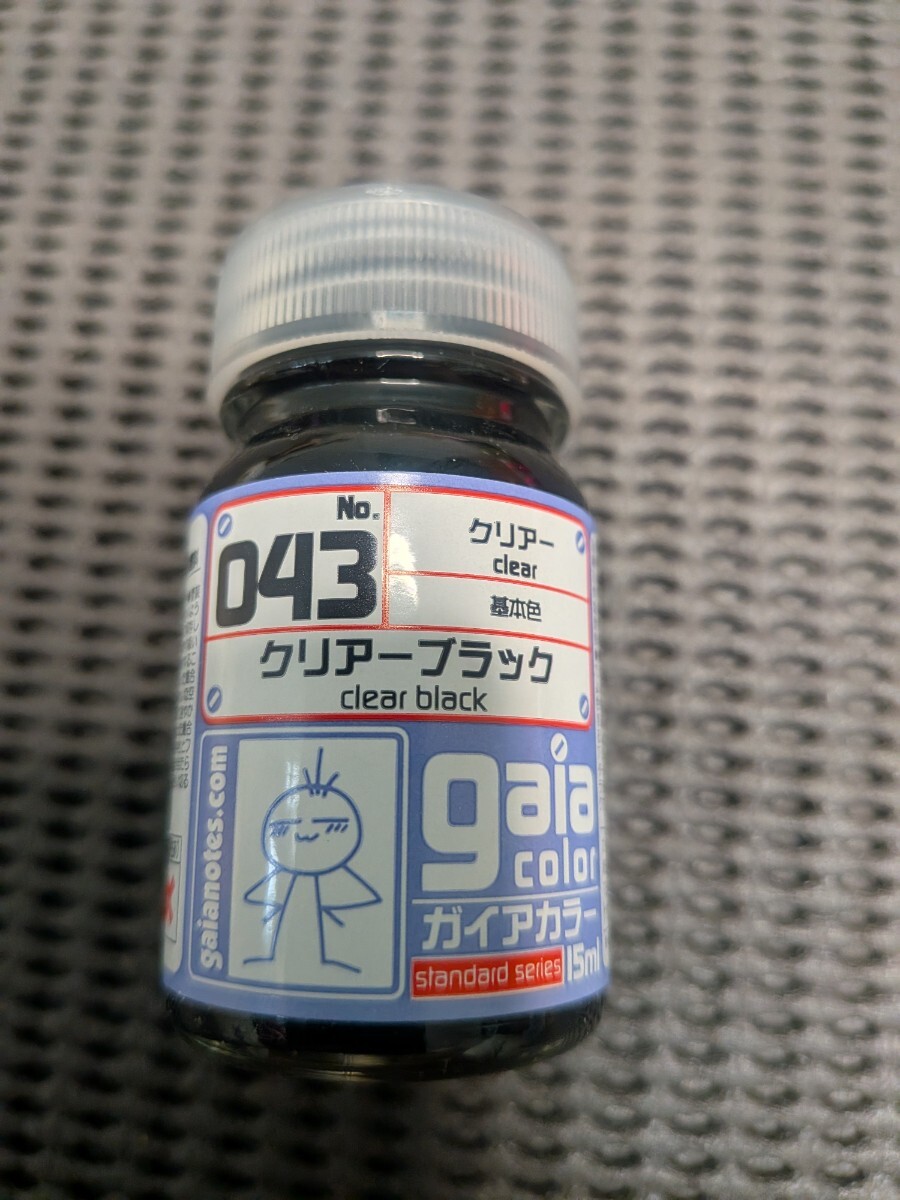 No.
043
クリアー
clear
基本色
クリアーブラック
clear black
gaianotes.com
gaia
color
ガイアカラー
standard series
15ml